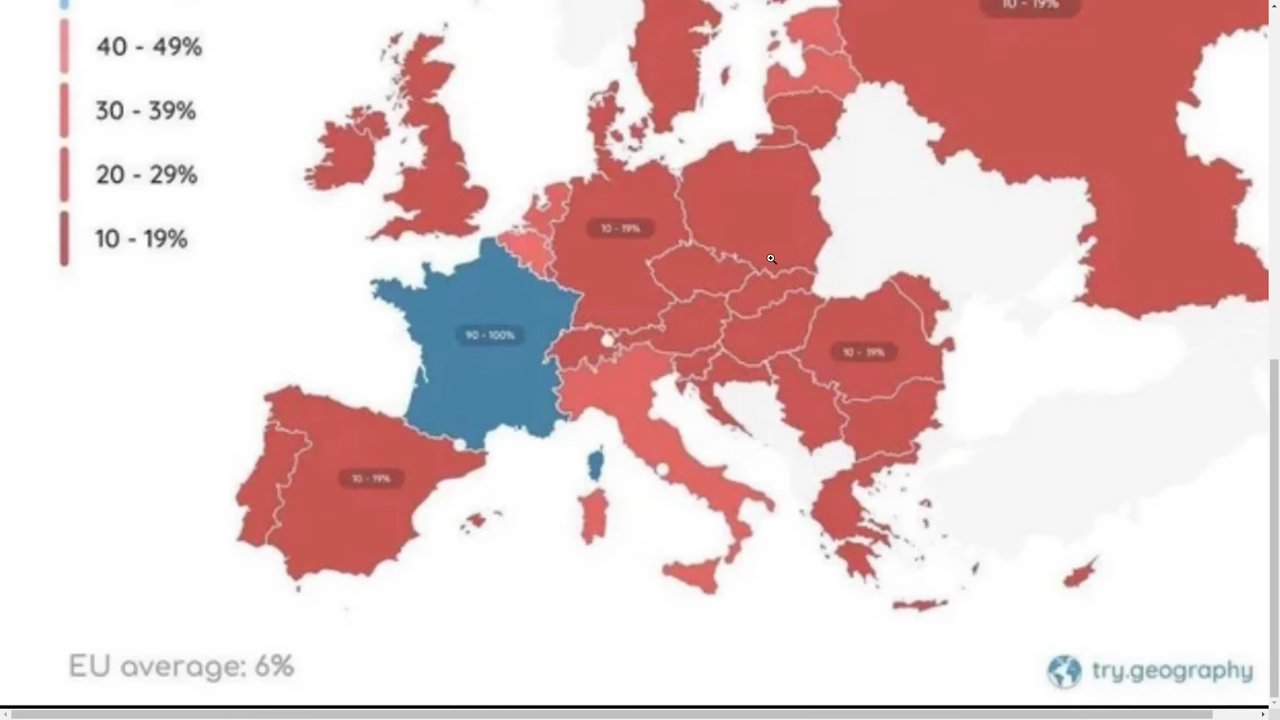 10 - 19%
40 - 49%
30 - 39%
20 - 29%
10 - 19%
10 - 19%
90 - 100%
10 - 19%
10 - 19%
EU average: 6%
try.geography